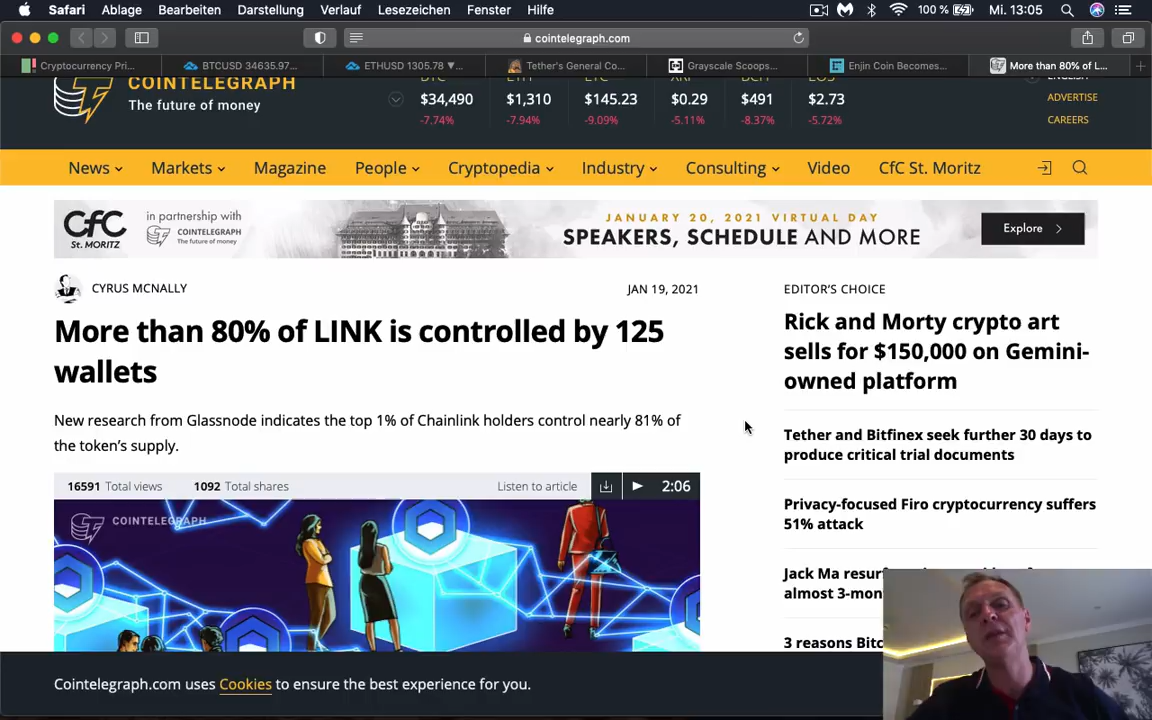 Safari Ablage Bearbeiten Darstellung Verlauf Lesezeichen Fenster Hilfe 100 % Mi. 13:05
cointelegraph.com
Cryptocurrency Pri... BTCUSD 34635.97... ETHUSD 1305.78 ▼... Tether's General Co... Grayscale Scoops... Enjin Coin Becomes... More than 80% of L...
COINTELEGRAPH
The future of money
$34,490 $1,310 $145.23 $0.29 $491 $2.73
-7.74% -7.94% -9.09% -5.11% -8.37% -5.72%
ADVERTISE
CAREERS
News Markets Magazine People Cryptopedia Industry Consulting Video CfC St. Moritz
CfC St. MORITZ
in partnership with
COINTELEGRAPH
The future of money
JANUARY 20, 2021 VIRTUAL DAY
SPEAKERS, SCHEDULE AND MORE
Explore
CYRUS MCNALLY JAN 19, 2021
More than 80% of LINK is controlled by 125
wallets
New research from Glassnode indicates the top 1% of Chainlink holders control nearly 81% of
the token's supply.
16591 Total views 1092 Total shares Listen to article 2:06
COINTELEGRAPH
EDITOR'S CHOICE
Rick and Morty crypto art
sells for $150,000 on Gemini-
owned platform
Tether and Bitfinex seek further 30 days to
produce critical trial documents
Privacy-focused Firo cryptocurrency suffers
51% attack
Jack Ma
almost 3-mon
3 reasons Bitc
Cointelegraph.com uses Cookies to ensure the best experience for you.